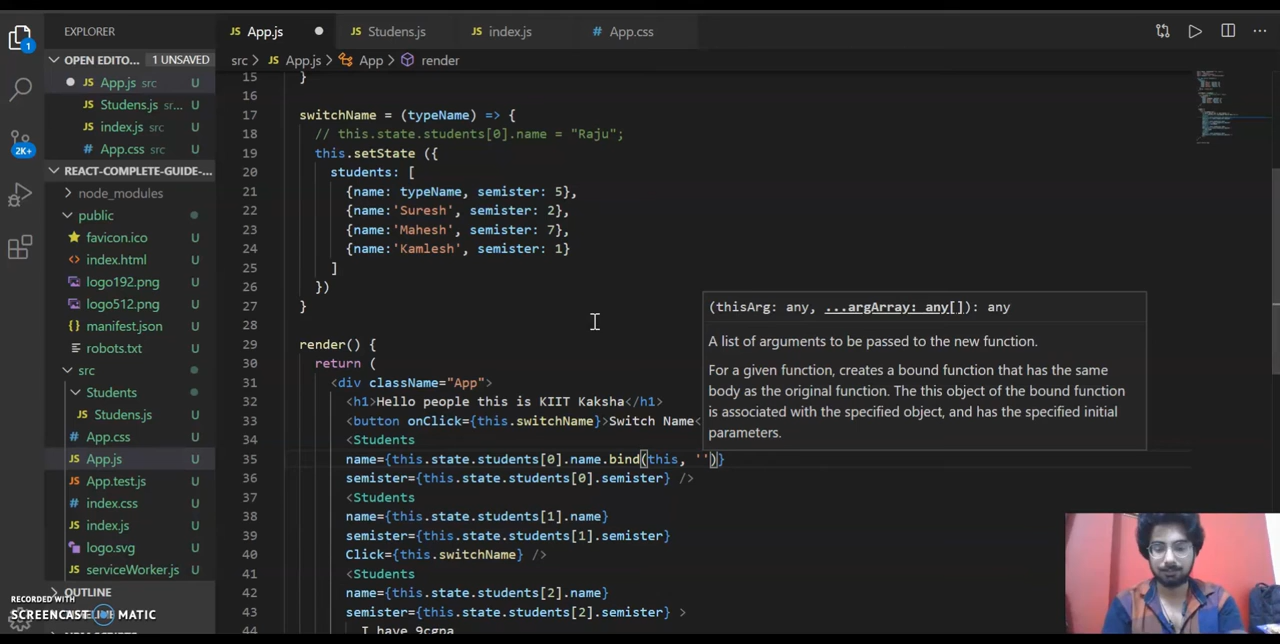 EXPLORER
OPEN EDITO... 1 UNSAVED
App.js src U
Studens.js sr... U
index.js src U
App.css src U
REACT-COMPLETE-GUIDE-...
node_modules
public
favicon.ico U
index.html U
logo192.png U
logo512.png U
manifest.json U
robots.txt U
src
Students
Studens.js U
App.css U
App.js U
App.test.js U
index.css U
index.js U
logo.svg U
serviceWorker.js U
OUTLINE
1
2K+
RECORDED WITH
SCREENCAST MATIC
JS App.js JS Studens.js JS index.js # App.css
src > JS App.js > App > render
15 }
16
17 switchName = (typeName) => {
18 // this.state.students[0].name = "Raju";
19 this.setState ({
20 students: [
21 {name: typeName, semister: 5},
22 {name:'Suresh', semister: 2},
23 {name:'Mahesh', semister: 7},
24 {name:'Kamlesh', semister: 1}
25 ]
26 })
27 }
28
29 render() {
30 return (
31 <div className="App">
32 <h1>Hello people this is KIIT Kaksha</h1>
33 <button onClick={this.switchName}>Switch Name<
34 <Students
35 name={this.state.students[0].name.bind(this, '')}
36 semister={this.state.students[0].semister} />
37 <Students
38 name={this.state.students[1].name}
39 semister={this.state.students[1].semister}
40 Click={this.switchName} />
41 <Students
42 name={this.state.students[2].name}
43 semister={this.state.students[2].semister} >
44 I have 9cgpa
(thisArg: any, ...argArray: any[]): any
A list of arguments to be passed to the new function.
For a given function, creates a bound function that has the same
body as the original function. The this object of the bound function
is associated with the specified object, and has the specified initial
parameters.